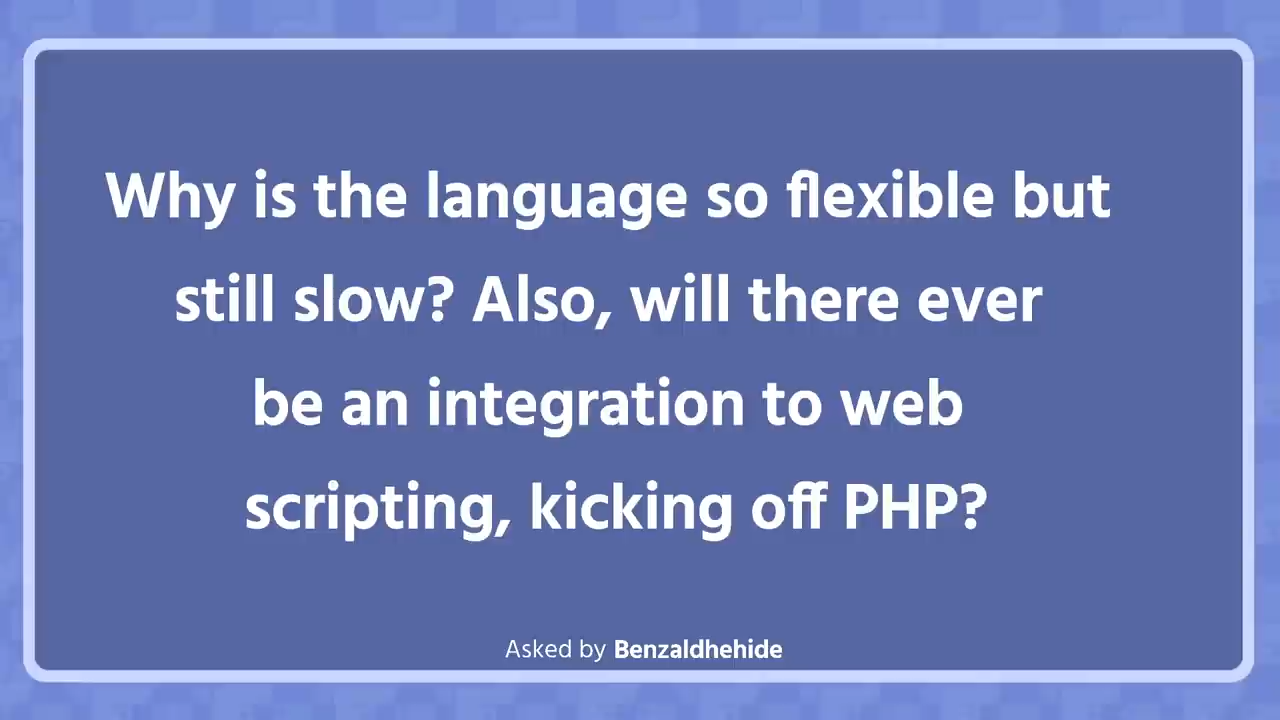 Why is the language so flexible but
still slow? Also, will there ever
be an integration to web
scripting, kicking off PHP?
Asked by Benzaldhehide